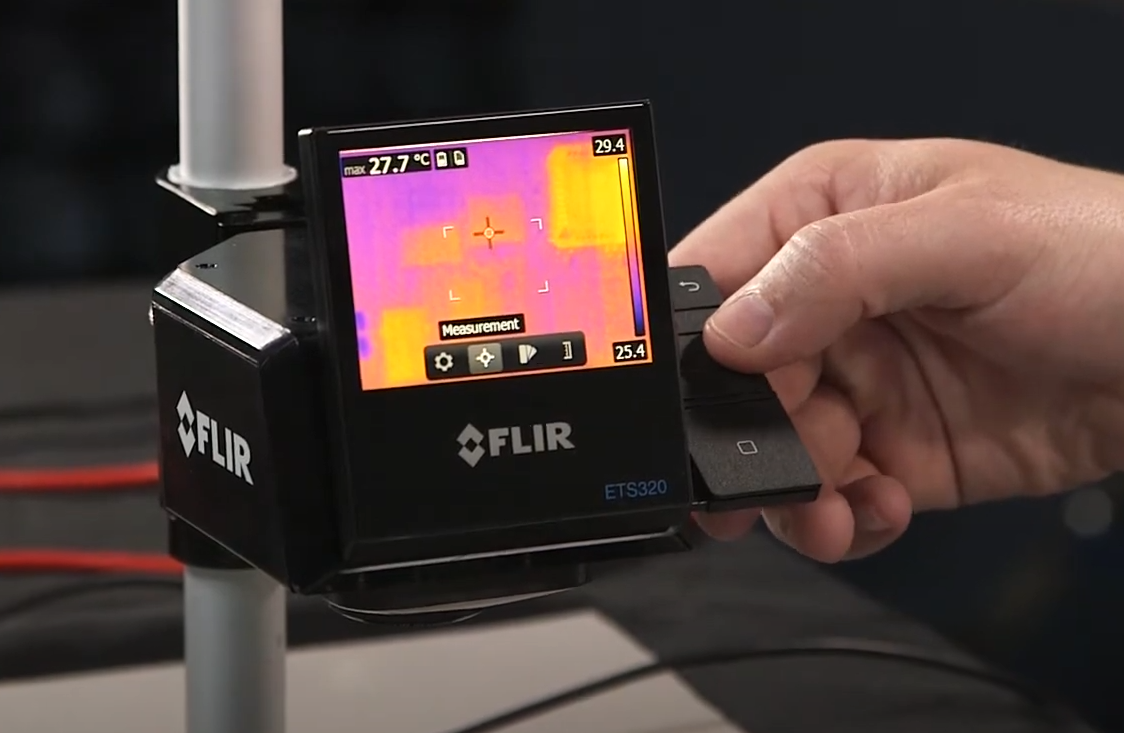 max 27.7 °C
29.4
Measurement
25.4
FLIR
FLIR
ETS320